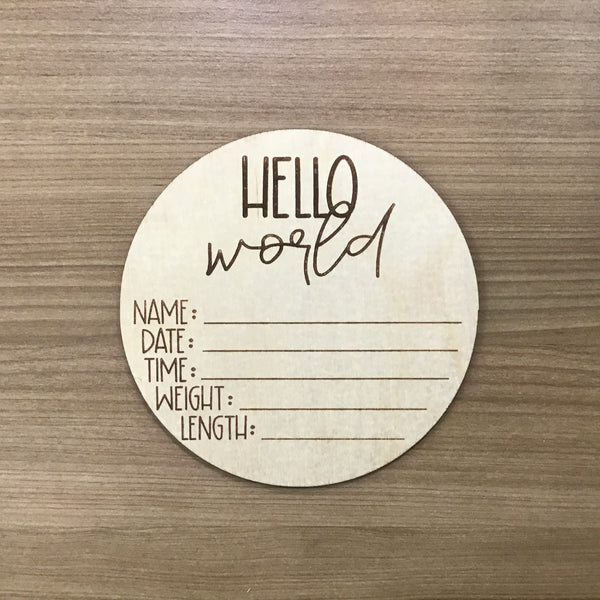 HELLO
world
NAME:
DATE:
TIME:
WEIGHT:
LENGTH: